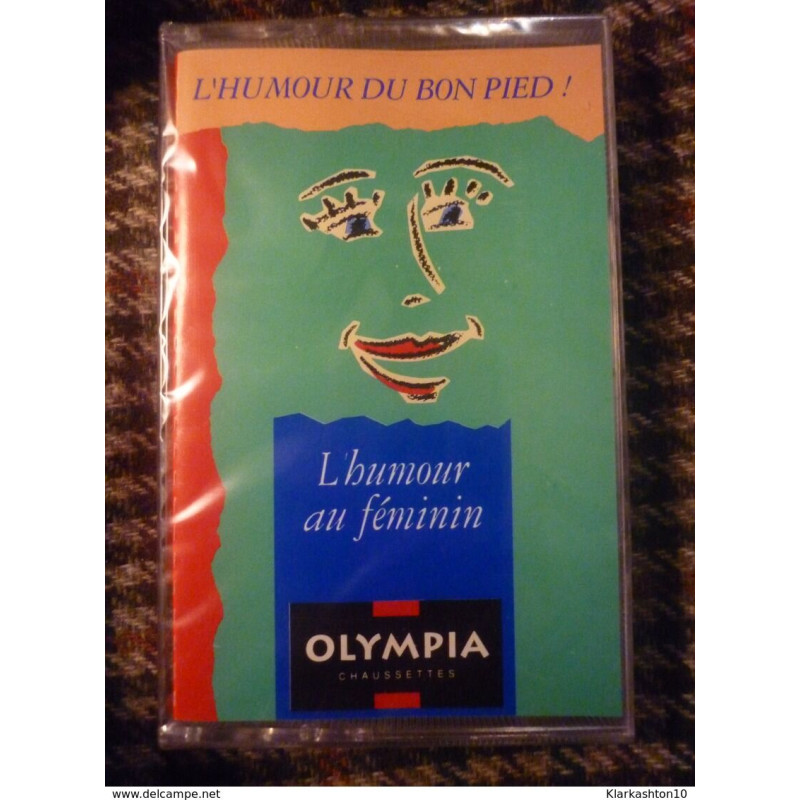 L'HUMOUR DU BON PIED !
L'humour
au féminin
OLYMPIA
CHAUSSETTES
www.delcampe.net
Klarkashton10